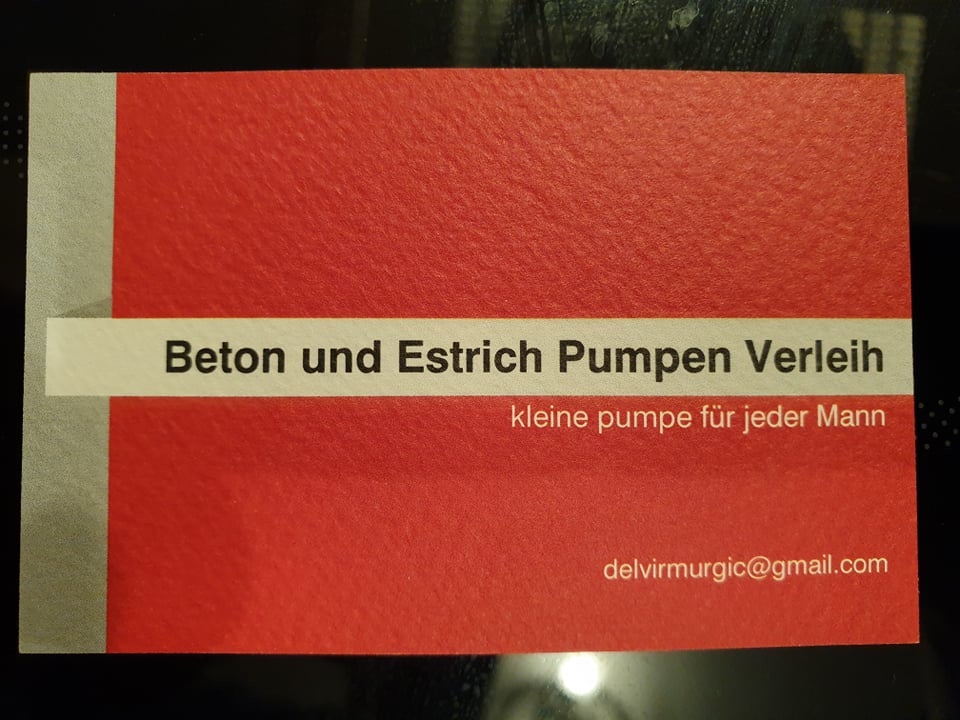 Beton und Estrich Pumpen Verleih
kleine pumpe für jeder Mann
delvirmurgic@gmail.com